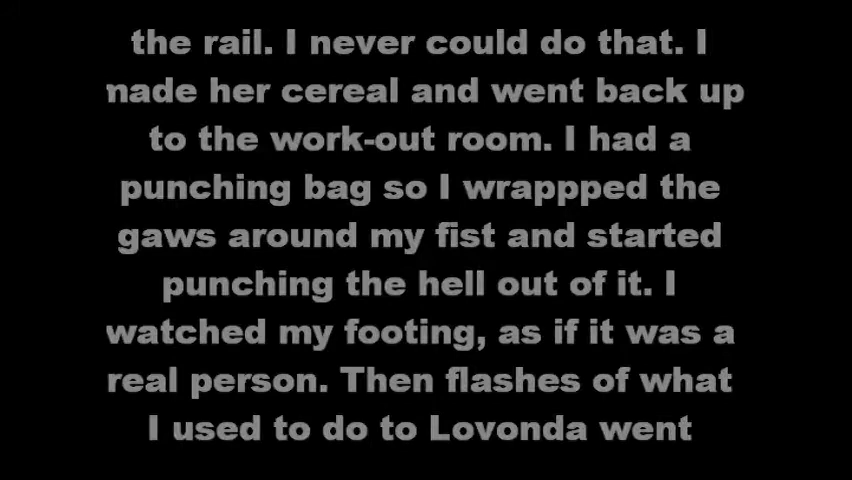 the rail. I never could do that. I
made her cereal and went back up
to the work-out room. I had a
punching bag so I wrappped the
gaws around my fist and started
punching the hell out of it. I
watched my footing, as if it was a
real person. Then flashes of what
I used to do to Lovonda went